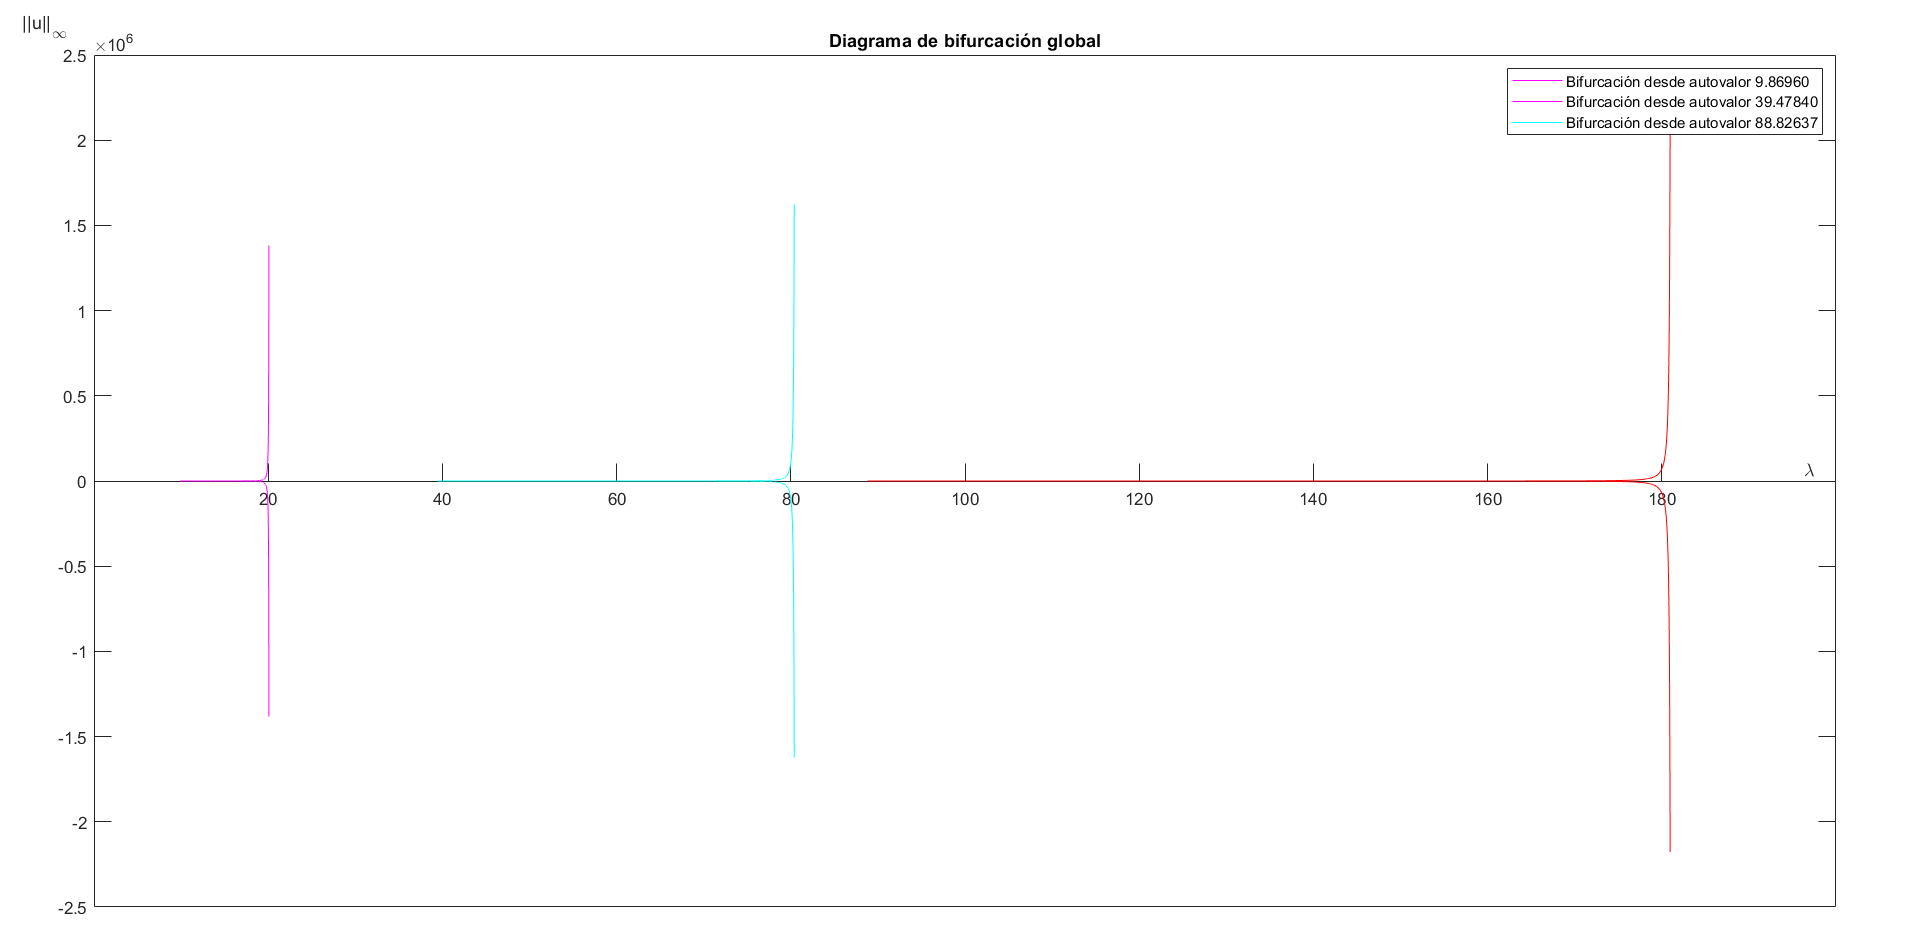 ||u||∞
×10^6
Diagrama de bifurcación global
Bifurcación desde autovalor 9.86960
Bifurcación desde autovalor 39.47840
Bifurcación desde autovalor 88.82637
2.5
2
1.5
1
0.5
0
-0.5
-1
-1.5
-2
-2.5
20 40 60 80 100 120 140 160 180
λ